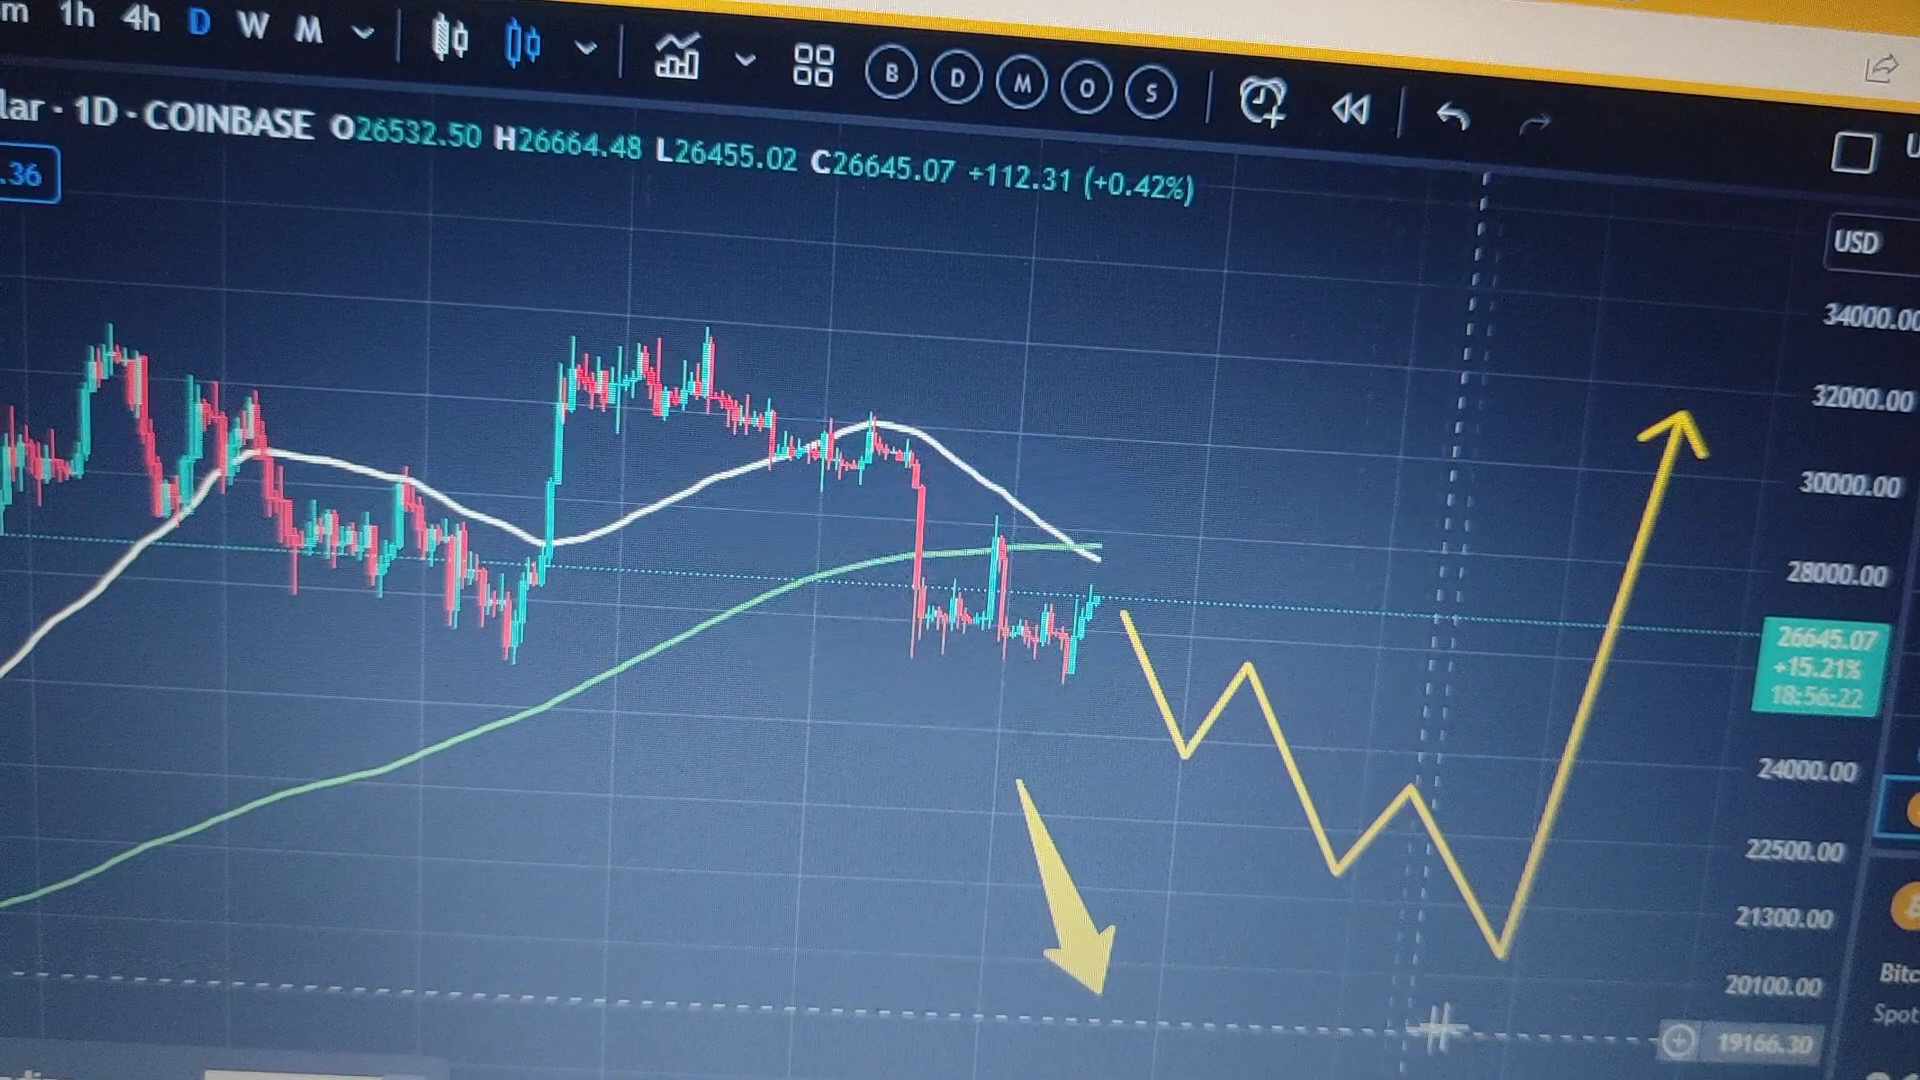 m 1h 4h D W M B D M O S
lar · 1D · COINBASE O26532.50 H26664.48 L26455.02 C26645.07 +112.31 (+0.42%)
.36
U
USD
34000.00
32000.00
30000.00
28000.00
26645.07
+15.21%
18:56:22
24000.00
22500.00
21300.00
20100.00
Bitc
Spot
19166.30